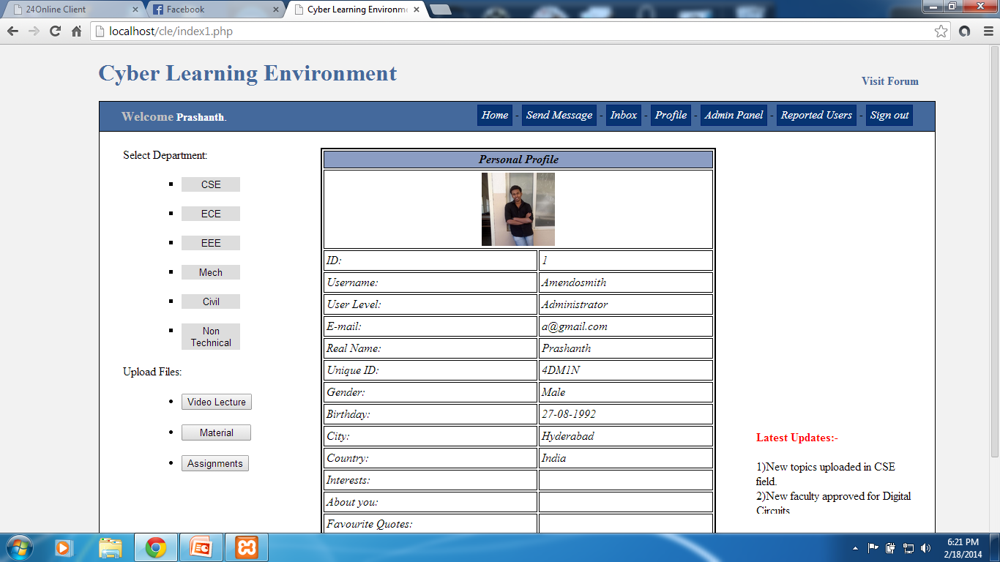 24Online Client
Facebook
Cyber Learning Environme
localhost/cle/index1.php
Cyber Learning Environment
Visit Forum
Welcome Prashanth.
Home - Send Message - Inbox - Profile - Admin Panel - Reported Users - Sign out
Select Department:
CSE
ECE
EEE
Mech
Civil
Non
Technical
Upload Files:
Video Lecture
Material
Assignments
Personal Profile
ID: 1
Username: Amendosmith
User Level: Administrator
E-mail: a@gmail.com
Real Name: Prashanth
Unique ID: 4DM1N
Gender: Male
Birthday: 27-08-1992
City: Hyderabad
Country: India
Interests:
About you:
Favourite Quotes:
Latest Updates:-
1)New topics uploaded in CSE
field.
2)New faculty approved for Digital
Circuits
6:21 PM
2/18/2014